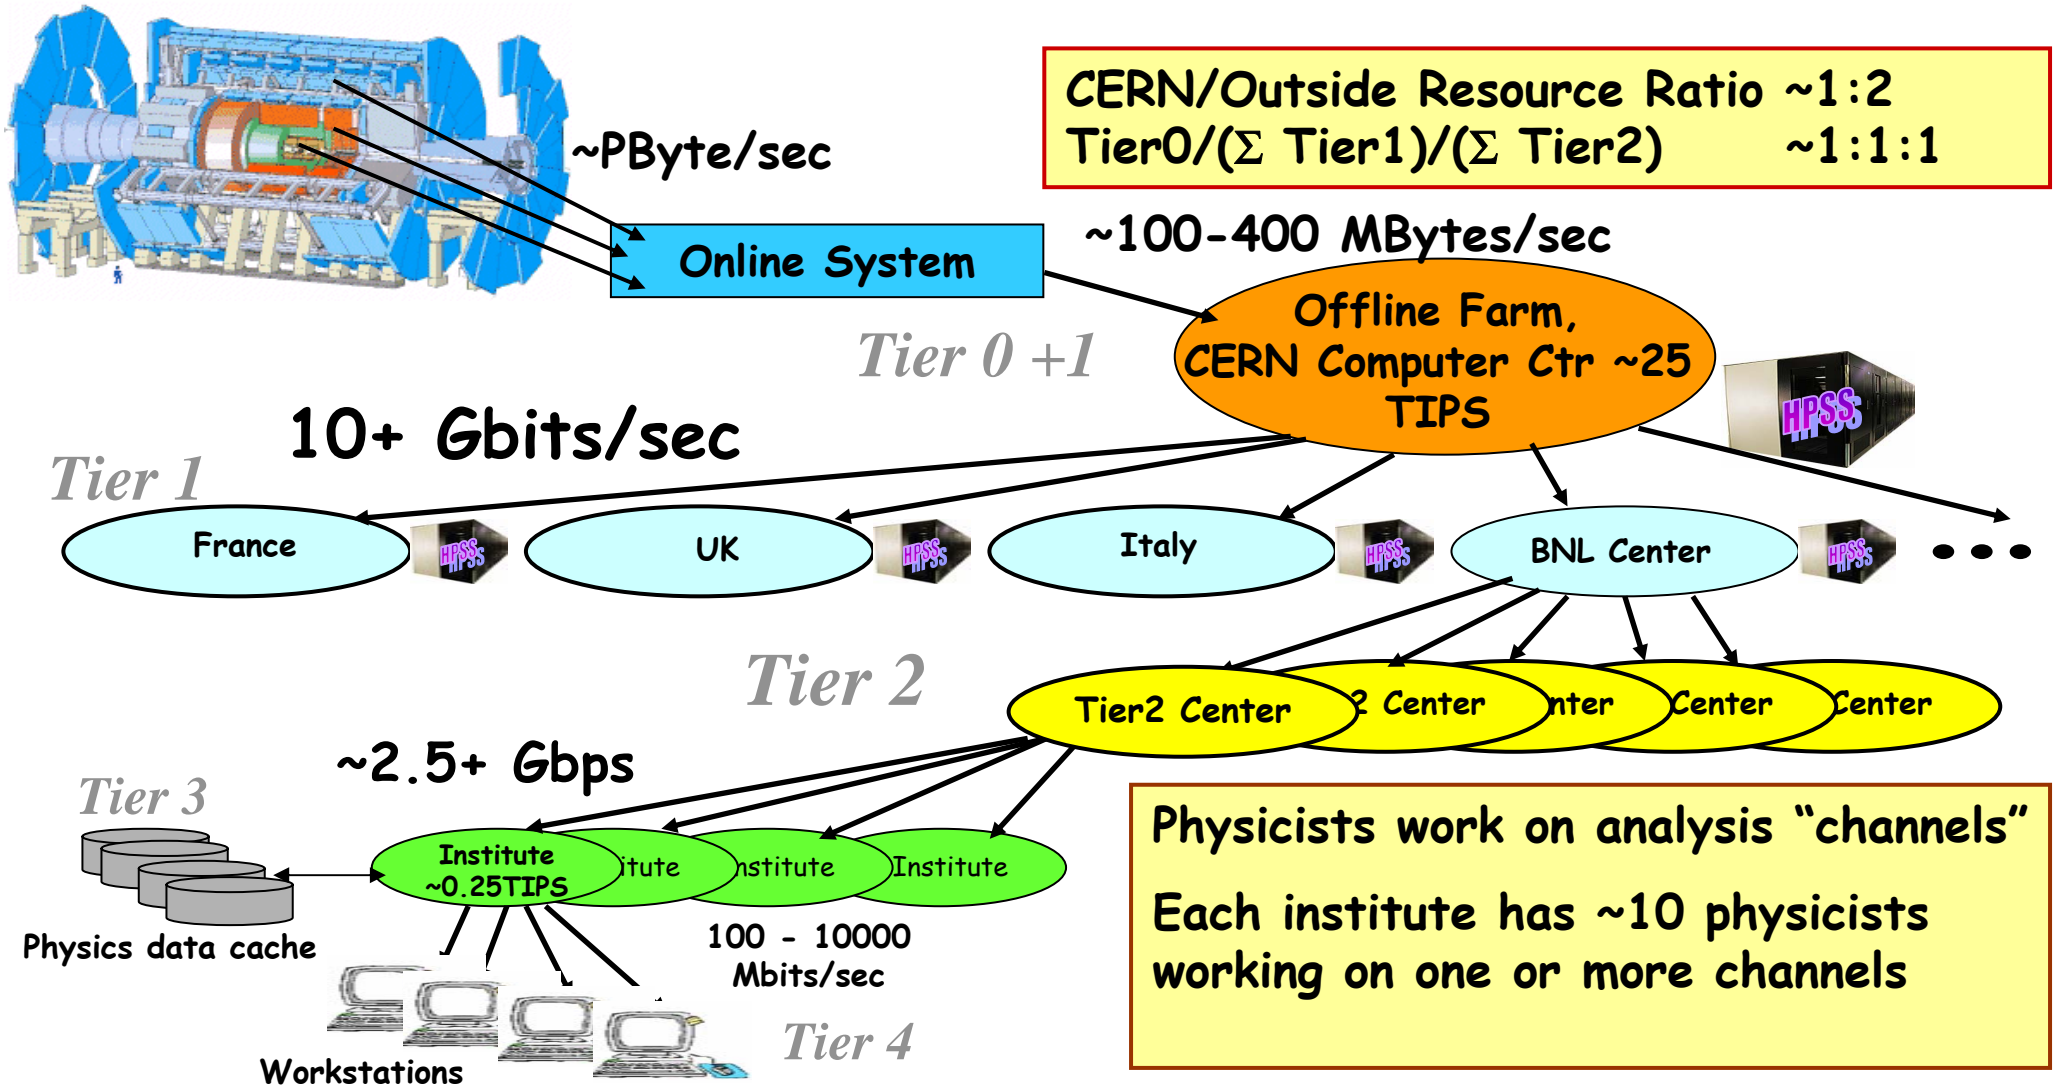 CERN/Outside Resource Ratio ~1:2
Tier0/(Σ Tier1)/(Σ Tier2) ~1:1:1
~PByte/sec
~100-400 MBytes/sec
Online System
Offline Farm,
CERN Computer Ctr ~25
TIPS
Tier 0 +1
HPSS
10+ Gbits/sec
Tier 1
France
HPSS
UK
HPSS
Italy
HPSS
BNL Center
HPSS
Tier 2
Tier2 Center
2 Center
nter
Center
Center
~2.5+ Gbps
Tier 3
Institute
~0.25TIPS
itute
nstitute
Institute
Physics data cache
100 - 10000
Mbits/sec
Tier 4
Workstations
Physicists work on analysis “channels”
Each institute has ~10 physicists
working on one or more channels